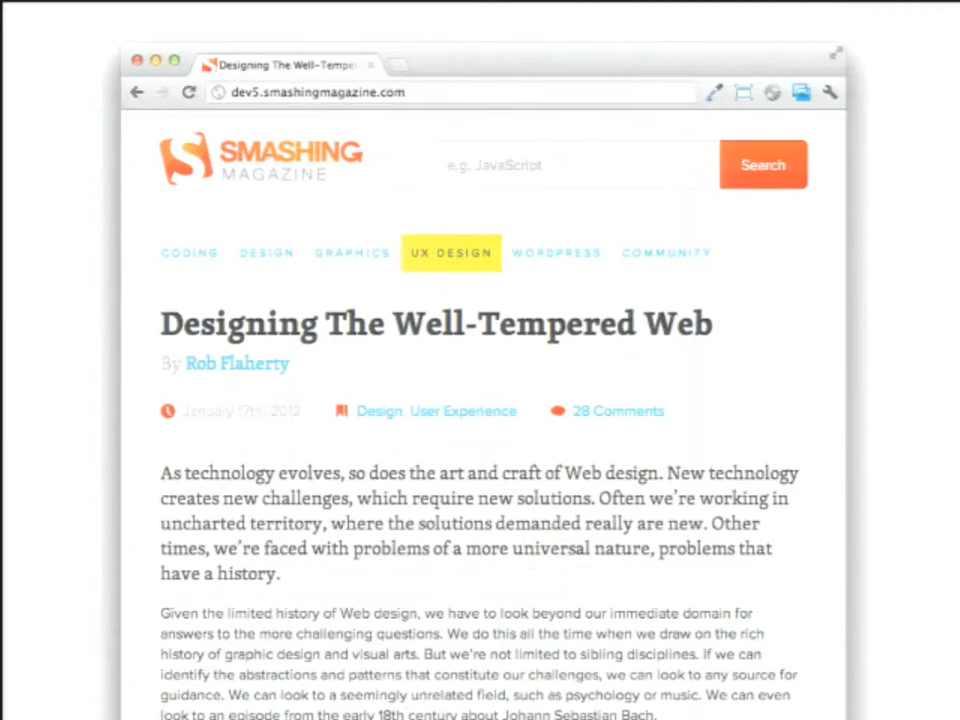 Designing The Well-Temper
dev5.smashingmagazine.com
SMASHING
MAGAZINE
e.g. JavaScript
Search
CODING DESIGN GRAPHICS UX DESIGN WORDPRESS COMMUNITY
Designing The Well-Tempered Web
By Rob Flaherty
January 17th, 2012 Design User Experience 28 Comments
As technology evolves, so does the art and craft of Web design. New technology
creates new challenges, which require new solutions. Often we're working in
uncharted territory, where the solutions demanded really are new. Other
times, we're faced with problems of a more universal nature, problems that
have a history.
Given the limited history of Web design, we have to look beyond our immediate domain for
answers to the more challenging questions. We do this all the time when we draw on the rich
history of graphic design and visual arts. But we're not limited to sibling disciplines. If we can
identify the abstractions and patterns that constitute our challenges, we can look to any source for
guidance. We can look to a seemingly unrelated field, such as psychology or music. We can even
look to an episode from the early 18th century about Johann Sebastian Bach.